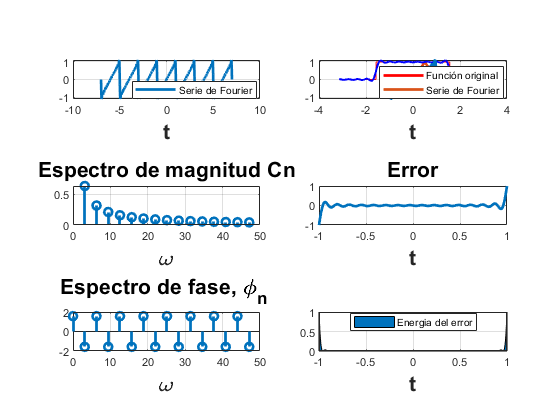 1
0
-1
-10 -5 0 5 10
Serie de Fourier
t
1
0
-1
-4 -2 0 2 4
Función original
Serie de Fourier
t
Espectro de magnitud Cn
0.5
0
0 10 20 30 40 50
ω
Error
1
0
-1
-1 -0.5 0 0.5 1
t
Espectro de fase, ϕn
2
0
-2
0 10 20 30 40 50
ω
1
0.5
0
-1 -0.5 0 0.5 1
Energia del error
t